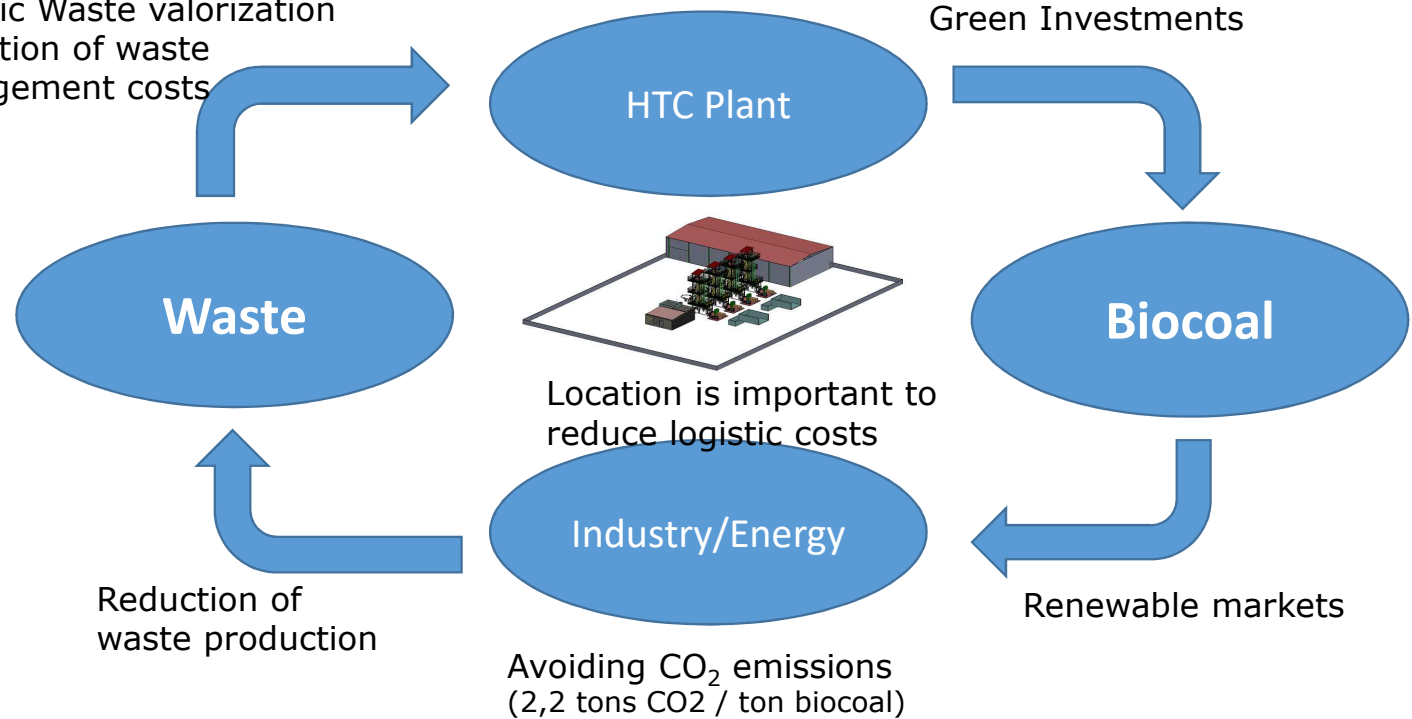 ic Waste valorization
tion of waste
gement costs
Green Investments
HTC Plant
Waste
Biocoal
Location is important to
reduce logistic costs
Industry/Energy
Reduction of
waste production
Renewable markets
Avoiding CO₂ emissions
(2,2 tons CO2 / ton biocoal)